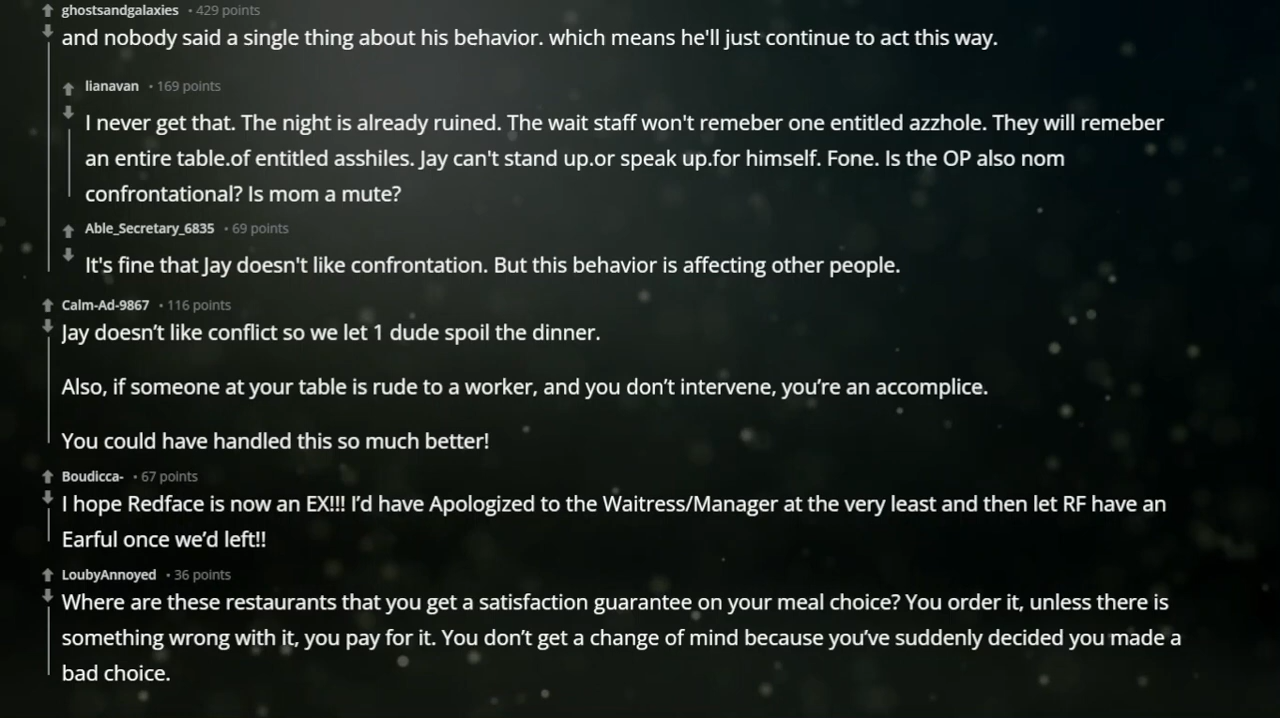 ghostsandgalaxies • 429 points
and nobody said a single thing about his behavior. which means he'll just continue to act this way.
lianavan • 169 points
I never get that. The night is already ruined. The wait staff won't remeber one entitled azzhole. They will remeber
an entire table.of entitled asshiles. Jay can't stand up.or speak up.for himself. Fone. Is the OP also nom
confrontational? Is mom a mute?
Able_Secretary_6835 • 69 points
It's fine that Jay doesn't like confrontation. But this behavior is affecting other people.
Calm-Ad-9867 • 116 points
Jay doesn’t like conflict so we let 1 dude spoil the dinner.
Also, if someone at your table is rude to a worker, and you don’t intervene, you’re an accomplice.
You could have handled this so much better!
Boudicca- • 67 points
I hope Redface is now an EX!!! I’d have Apologized to the Waitress/Manager at the very least and then let RF have an
Earful once we’d left!!
LoubyAnnoyed • 36 points
Where are these restaurants that you get a satisfaction guarantee on your meal choice? You order it, unless there is
something wrong with it, you pay for it. You don’t get a change of mind because you’ve suddenly decided you made a
bad choice.